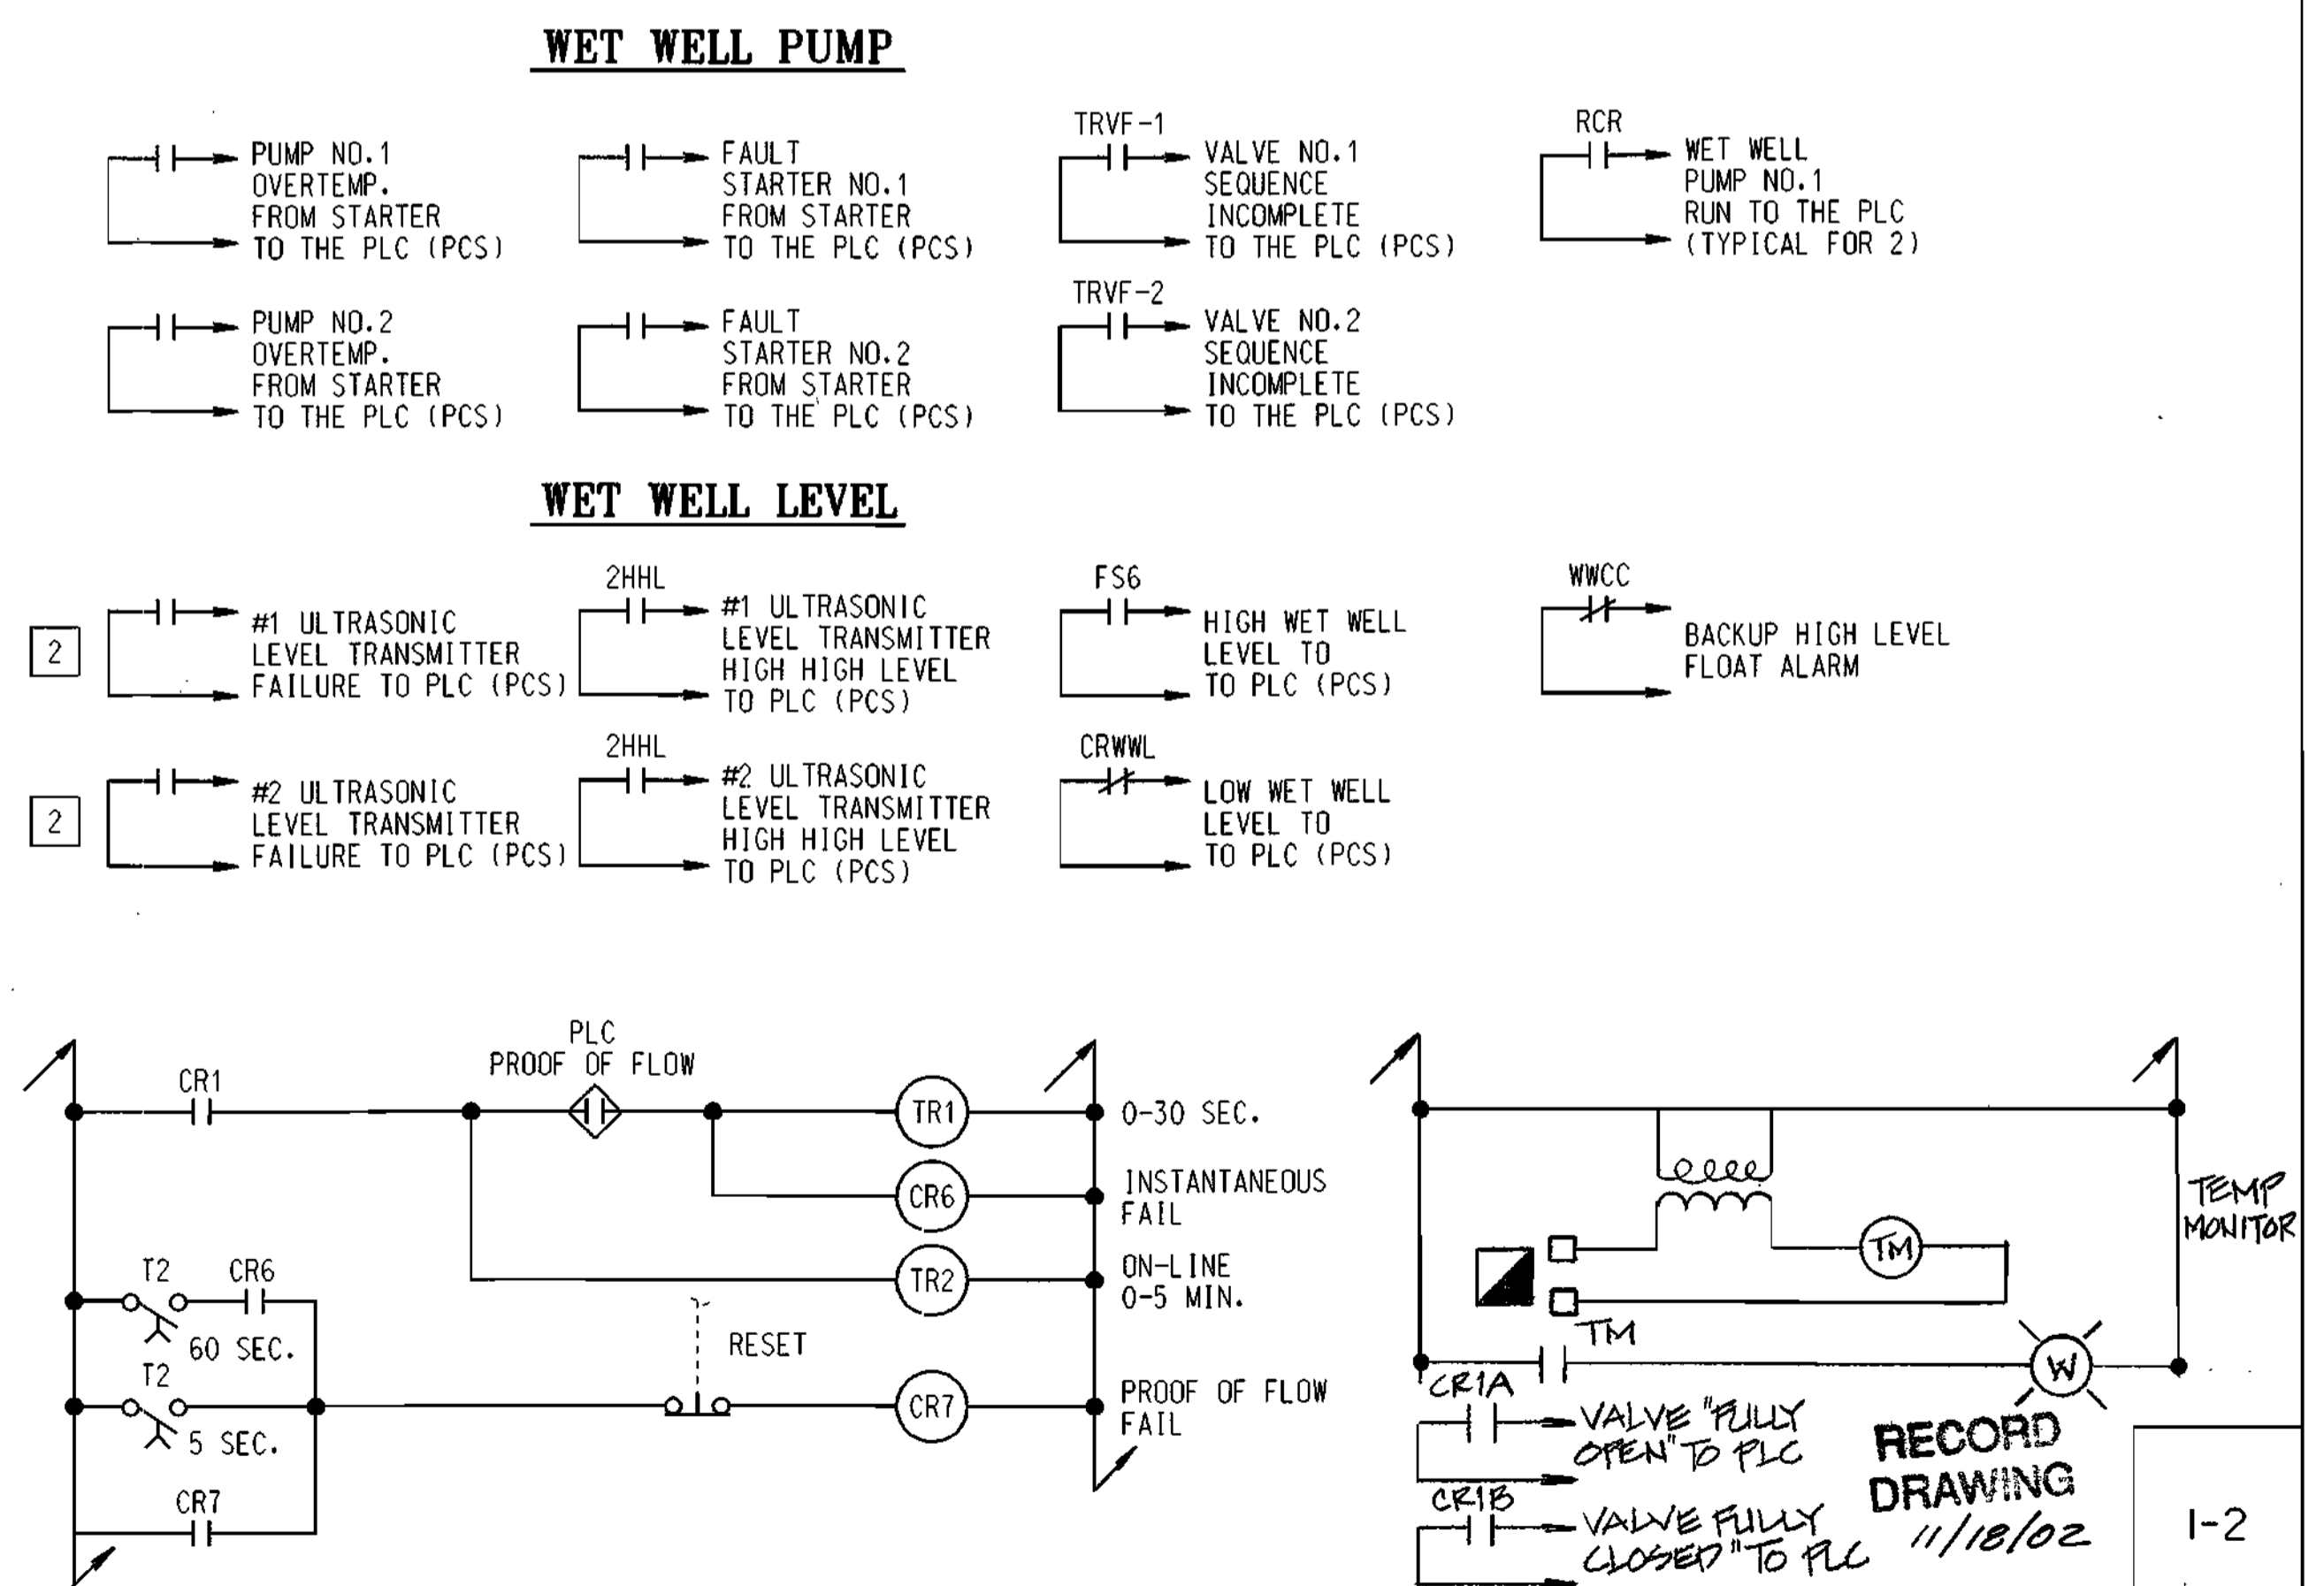 WET WELL PUMP
PUMP NO.1
OVERTEMP.
FROM STARTER
TO THE PLC (PCS)
FAULT
STARTER NO.1
FROM STARTER
TO THE PLC (PCS)
TRVF-1
VALVE NO.1
SEQUENCE
INCOMPLETE
TO THE PLC (PCS)
RCR
WET WELL
PUMP NO.1
RUN TO THE PLC
(TYPICAL FOR 2)
PUMP NO.2
OVERTEMP.
FROM STARTER
TO THE PLC (PCS)
FAULT
STARTER NO.2
FROM STARTER
TO THE PLC (PCS)
TRVF-2
VALVE NO.2
SEQUENCE
INCOMPLETE
TO THE PLC (PCS)
WET WELL LEVEL
2
#1 ULTRASONIC
LEVEL TRANSMITTER
FAILURE TO PLC (PCS)
2HHL
#1 ULTRASONIC
LEVEL TRANSMITTER
HIGH HIGH LEVEL
TO PLC (PCS)
FS6
HIGH WET WELL
LEVEL TO
TO PLC (PCS)
WWCC
BACKUP HIGH LEVEL
FLOAT ALARM
2
#2 ULTRASONIC
LEVEL TRANSMITTER
FAILURE TO PLC (PCS)
2HHL
#2 ULTRASONIC
LEVEL TRANSMITTER
HIGH HIGH LEVEL
TO PLC (PCS)
CRWWL
LOW WET WELL
LEVEL TO
TO PLC (PCS)
CR1
PLC
PROOF OF FLOW
TR1
0-30 SEC.
CR6
INSTANTANEOUS
FAIL
TR2
ON-LINE
0-5 MIN.
T2
CR6
60 SEC.
T2
5 SEC.
RESET
CR7
PROOF OF FLOW
FAIL
CR7
TEMP
MONITOR
TM
TM
W
CR1A
VALVE "FULLY
OPEN" TO PLC
CR1B
VALVE FULLY
CLOSED" TO PLC
RECORD
DRAWING
11/18/02
I-2